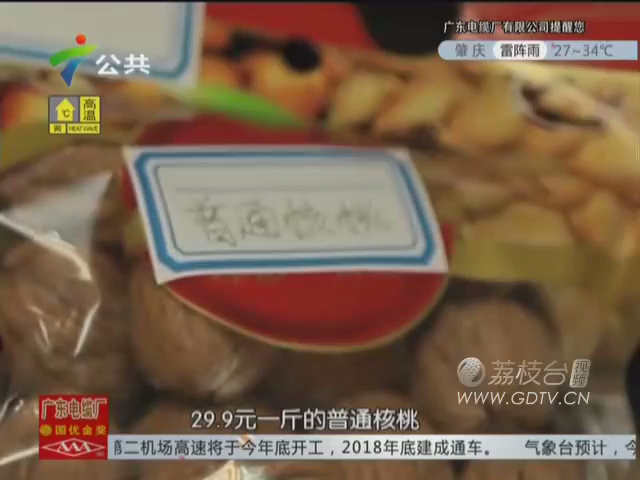 广东电缆厂有限公司提醒您
公共
肇庆 雷阵雨 27~34℃
高温
℃
黄 HEAT WAVE
普通核桃
荔枝台 视频
www.GDTV.CN
广东电缆厂
国优金奖
AAA
29.9元一斤的普通核桃
二机场高速将于今年底开工，2018年底建成通车。 气象台预计，今